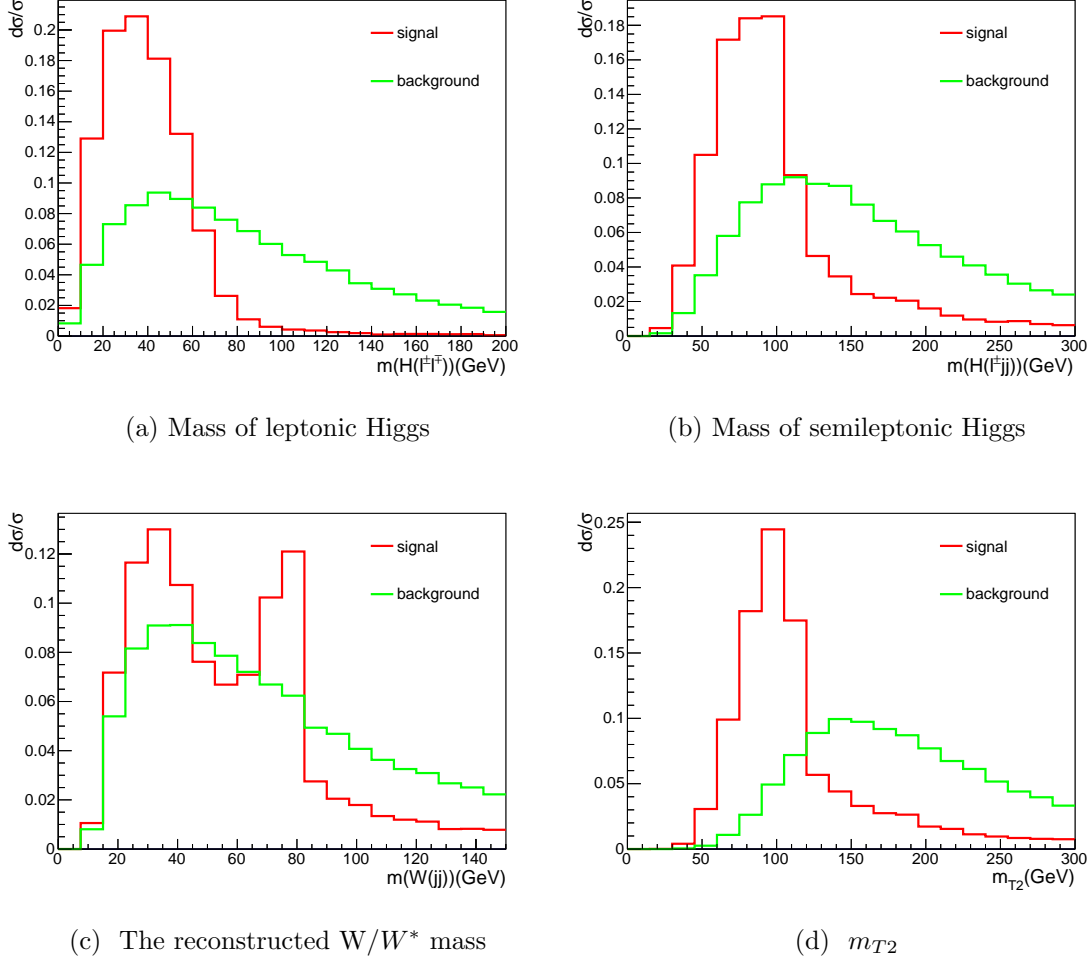 dσ/σ
0.2
0.18
0.16
0.14
0.12
0.1
0.08
0.06
0.04
0.02
0
signal
background
0 20 40 60 80 100 120 140 160 180 200
m(H(l±l∓))(GeV)
(a) Mass of leptonic Higgs
dσ/σ
0.18
0.16
0.14
0.12
0.1
0.08
0.06
0.04
0.02
0
signal
background
0 50 100 150 200 250 300
m(H(l±jj))(GeV)
(b) Mass of semileptonic Higgs
dσ/σ
0.12
0.1
0.08
0.06
0.04
0.02
0
signal
background
0 20 40 60 80 100 120 140
m(W(jj))(GeV)
(c) The reconstructed W/W* mass
dσ/σ
0.25
0.2
0.15
0.1
0.05
0
signal
background
0 50 100 150 200 250 300
m_T2(GeV)
(d) m_T2